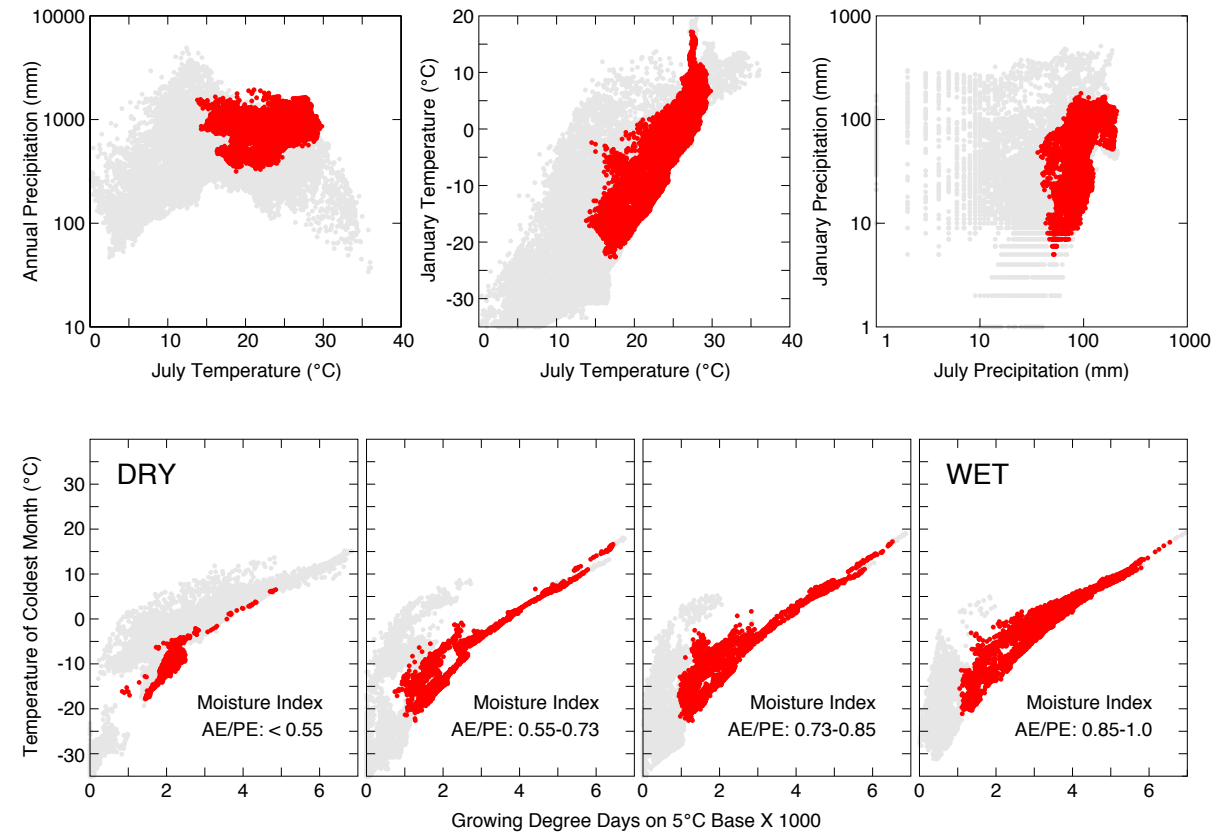 10000
1000
100
10
Annual Precipitation (mm)
0 10 20 30 40
July Temperature (°C)
20
10
0
-10
-20
-30
January Temperature (°C)
0 10 20 30 40
July Temperature (°C)
1000
100
10
1
January Precipitation (mm)
1 10 100 1000
July Precipitation (mm)
Temperature of Coldest Month (°C)
30
20
10
0
-10
-20
-30
DRY
Moisture Index
AE/PE: < 0.55
0 2 4 6
Moisture Index
AE/PE: 0.55-0.73
0 2 4 6
Moisture Index
AE/PE: 0.73-0.85
0 2 4 6
WET
Moisture Index
AE/PE: 0.85-1.0
0 2 4 6
Growing Degree Days on 5°C Base X 1000